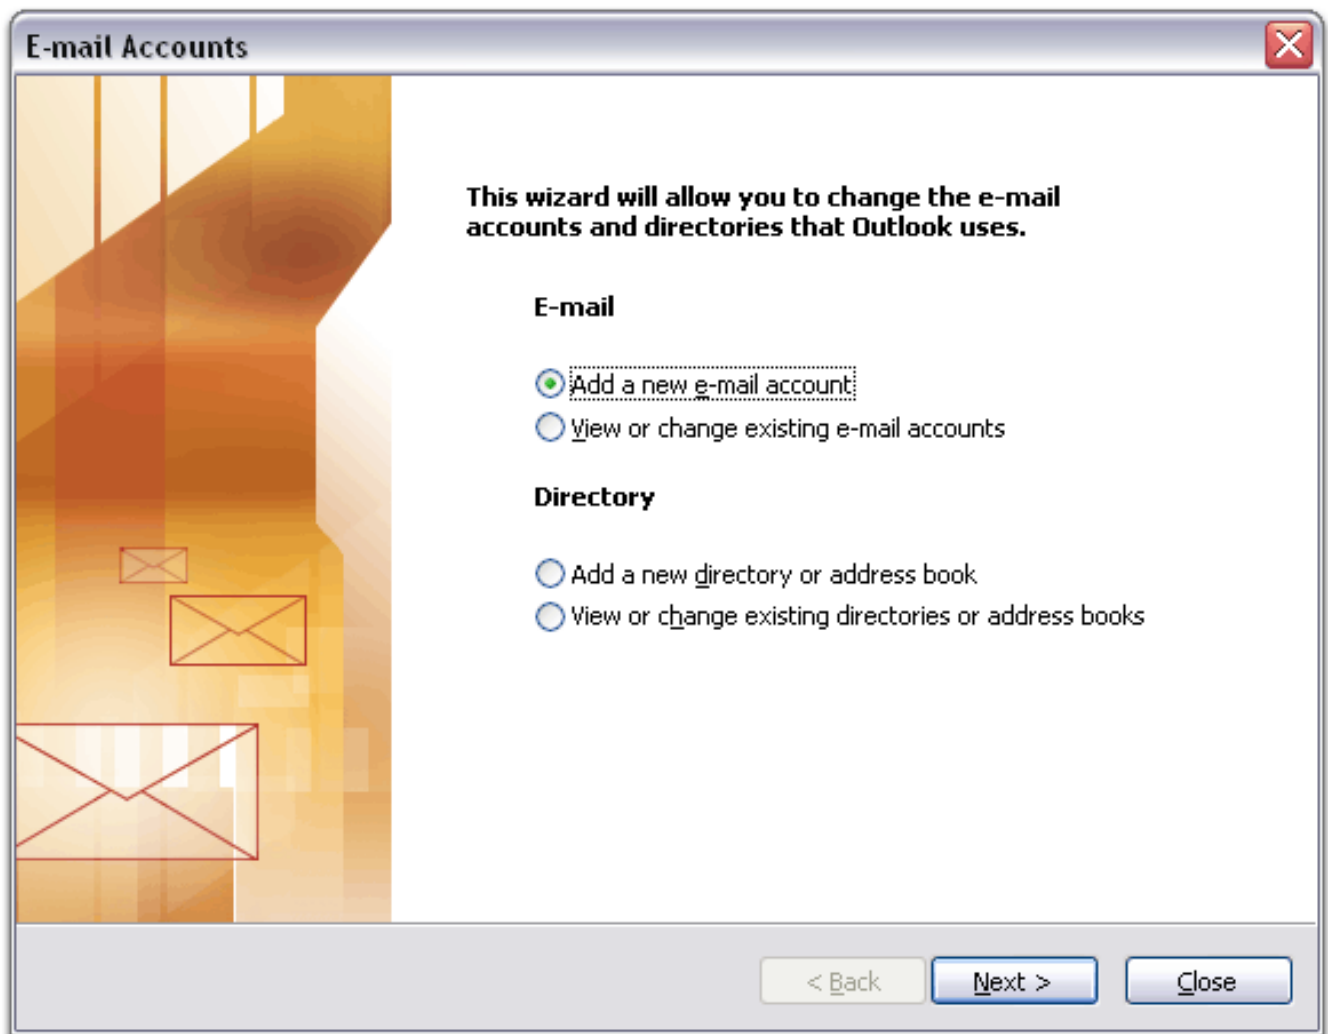 E-mail Accounts
This wizard will allow you to change the e-mail
accounts and directories that Outlook uses.
E-mail
Add a new e-mail account
View or change existing e-mail accounts
Directory
Add a new directory or address book
View or change existing directories or address books
< Back
Next >
Close